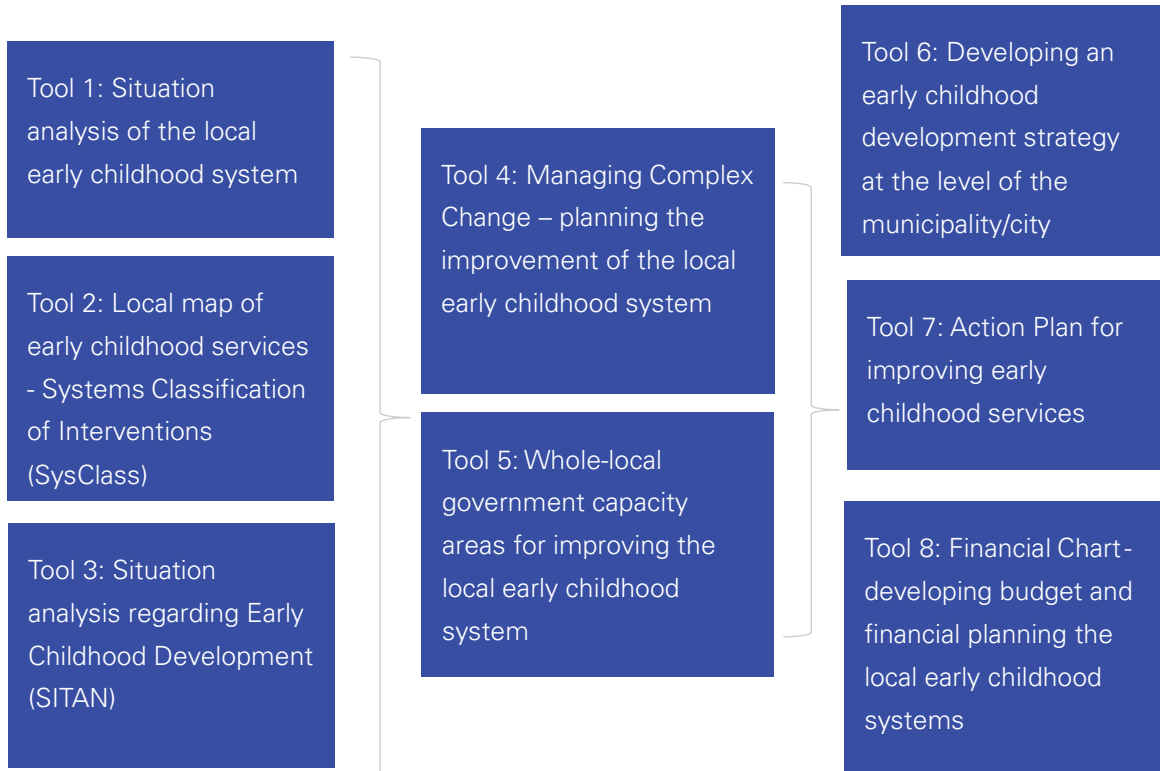 Tool 1: Situation
analysis of the local
early childhood system
Tool 2: Local map of
early childhood services
- Systems Classification
of Interventions
(SysClass)
Tool 3: Situation
analysis regarding Early
Childhood Development
(SITAN)
Tool 4: Managing Complex
Change – planning the
improvement of the local
early childhood system
Tool 5: Whole-local
government capacity
areas for improving the
local early childhood
system
Tool 6: Developing an
early childhood
development strategy
at the level of the
municipality/city
Tool 7: Action Plan for
improving early
childhood services
Tool 8: Financial Chart-
developing budget and
financial planning the
local early childhood
systems